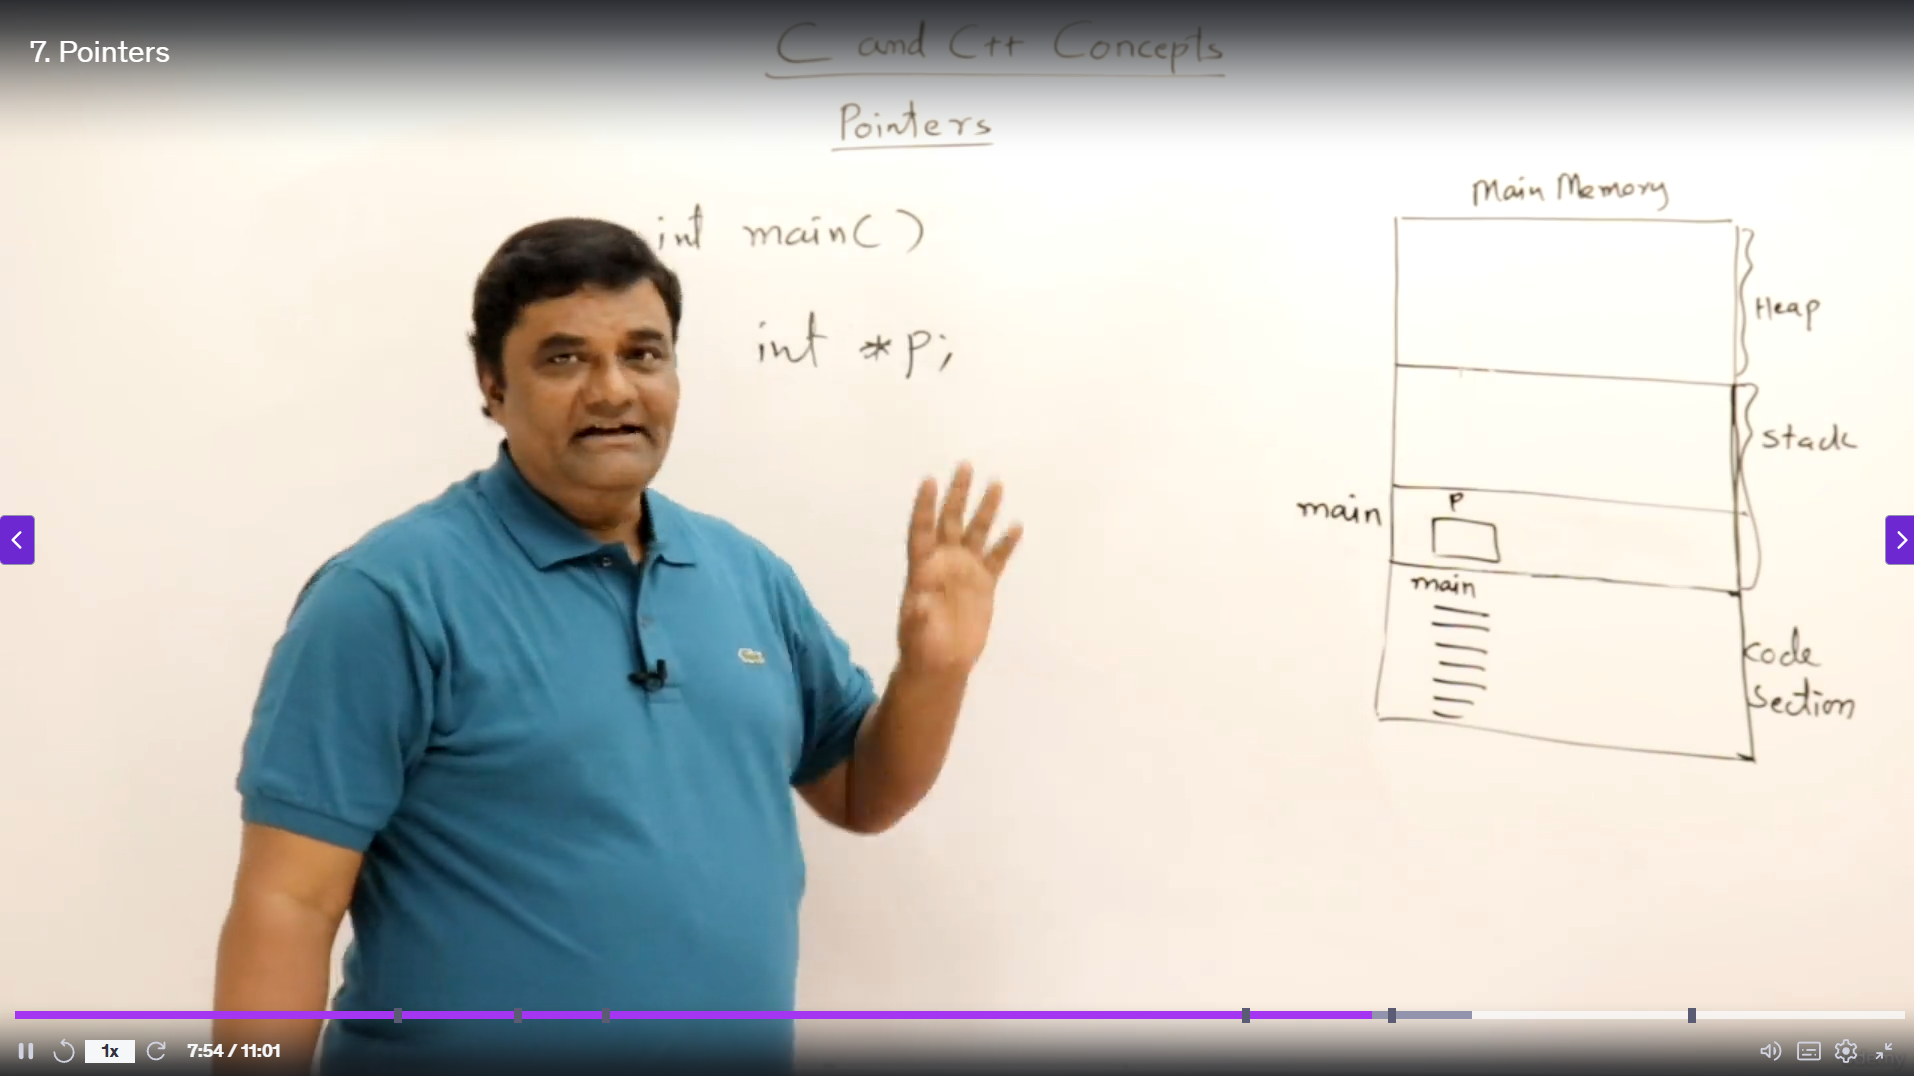 7. Pointers
C and C++ Concepts
Pointers
int main()
int *p;
Main Memory
Heap
Stack
main
P
main
Code
Section
1x
7:54 / 11:01